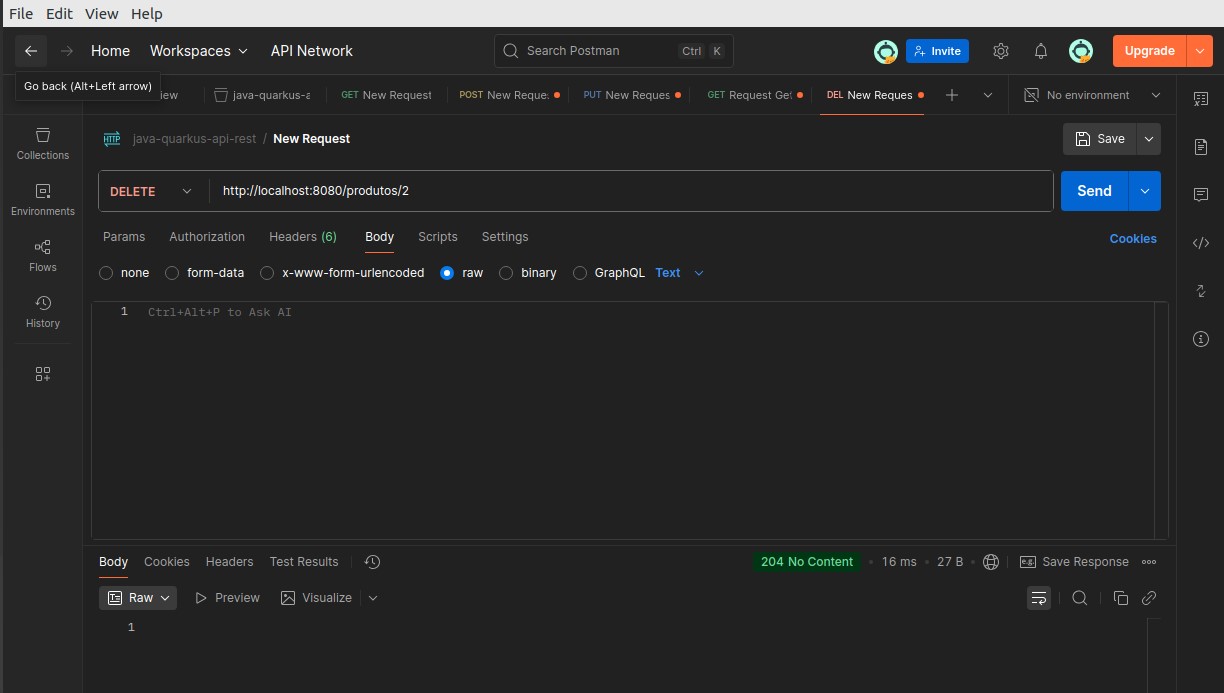 File Edit View Help
Home Workspaces API Network Search Postman Ctrl K Invite Upgrade
Go back (Alt+Left arrow)
iew java-quarkus-a GET New Request POST New Reque: PUT New Reques GET Request Get DEL New Reques No environment
Collections
Environments
Flows
History
HTTP java-quarkus-api-rest / New Request Save
DELETE http://localhost:8080/produtos/2 Send
Params Authorization Headers (6) Body Scripts Settings Cookies
none form-data x-www-form-urlencoded raw binary GraphQL Text
1 Ctrl+Alt+P to Ask AI
Body Cookies Headers Test Results 204 No Content 16 ms 27 B e.g. Save Response
Raw Preview Visualize
1